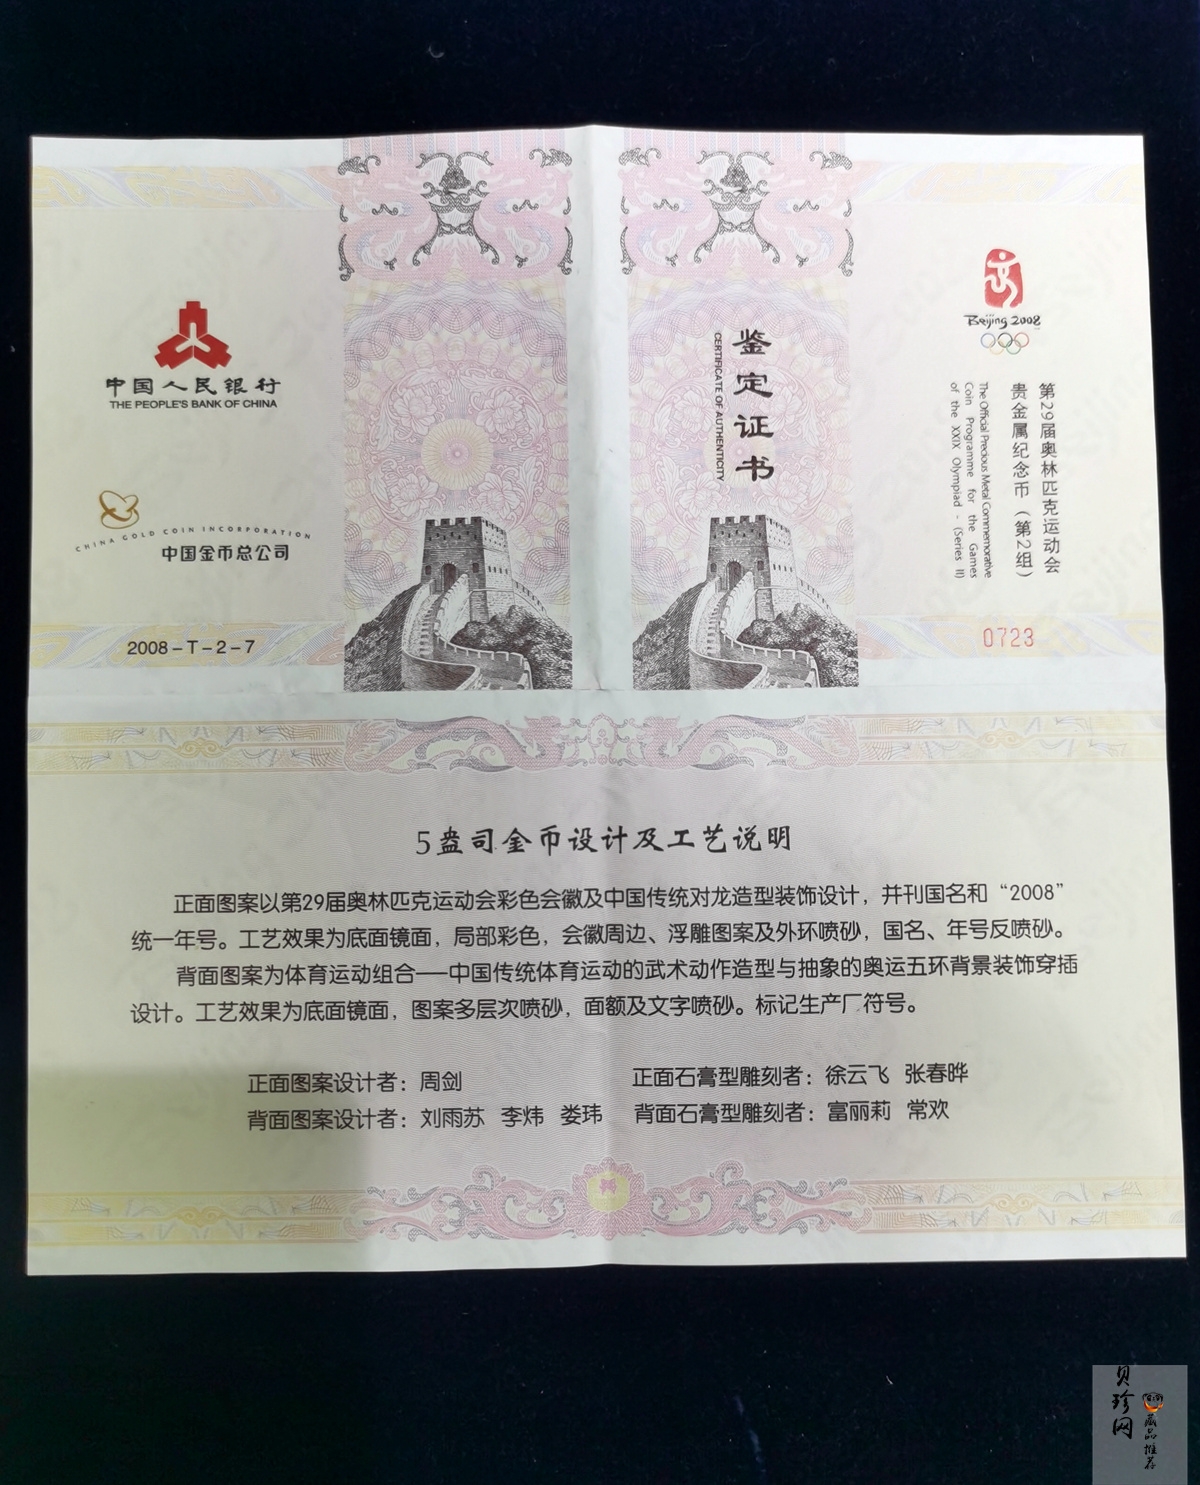 中国人民银行
THE PEOPLE'S BANK OF CHINA
CHINA GOLD COIN INCORPORATION
中国金币总公司
2008-T-2-7
鉴定证书
CERTIFICATE OF AUTHENTICITY
Beijing 2008
第29届奥林匹克运动会
贵金属纪念币（第2组）
The Official Precious Metal Commemorative
Coin Programme for the Games
of the XXIX Olympiad - (Series II)
0723
5盎司金币设计及工艺说明
正面图案以第29届奥林匹克运动会彩色会徽及中国传统对龙造型装饰设计，并刊国名和“2008”
统一年号。工艺效果为底面镜面，局部彩色，会徽周边、浮雕图案及外环喷砂，国名、年号反喷砂。
背面图案为体育运动组合——中国传统体育运动的武术动作造型与抽象的奥运五环背景装饰穿插
设计。工艺效果为底面镜面，图案多层次喷砂，面额及文字喷砂。标记生产厂符号。
正面图案设计者：周剑 正面石膏型雕刻者：徐云飞 张春晔
背面图案设计者：刘雨苏 李炜 娄玮 背面石膏型雕刻者：富丽莉 常欢
贝珍网
藏品推荐